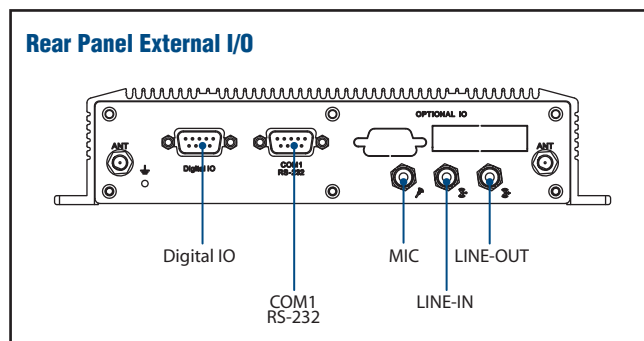 Rear Panel External I/O
OPTIONAL IO
ANT
ANT
Digital IO
COM1
RS-232
Digital IO
MIC
LINE-OUT
COM1
RS-232
LINE-IN